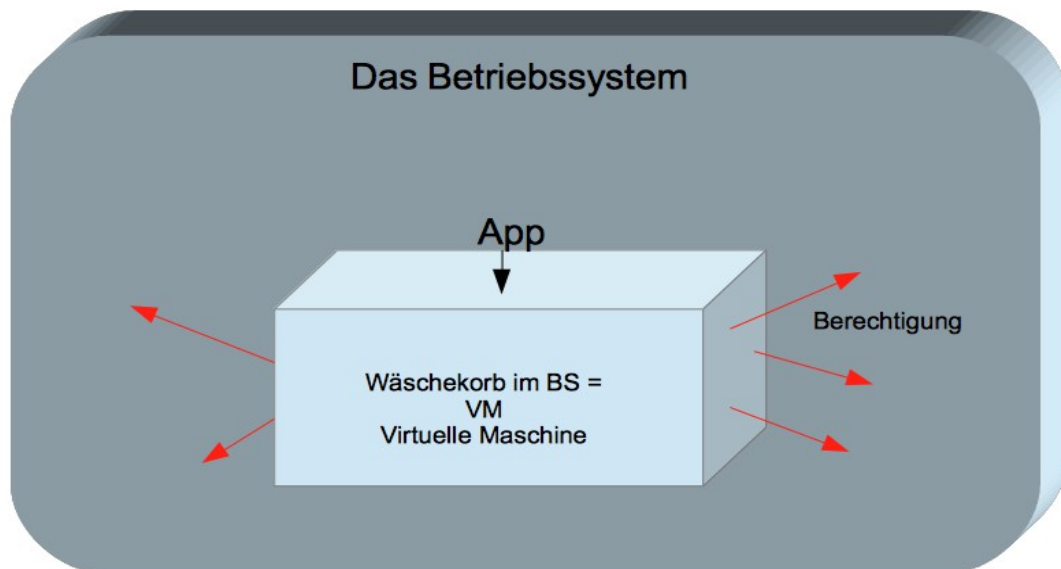 Das Betriebssystem
App
Berechtigung
Wäschekorb im BS =
VM
Virtuelle Maschine